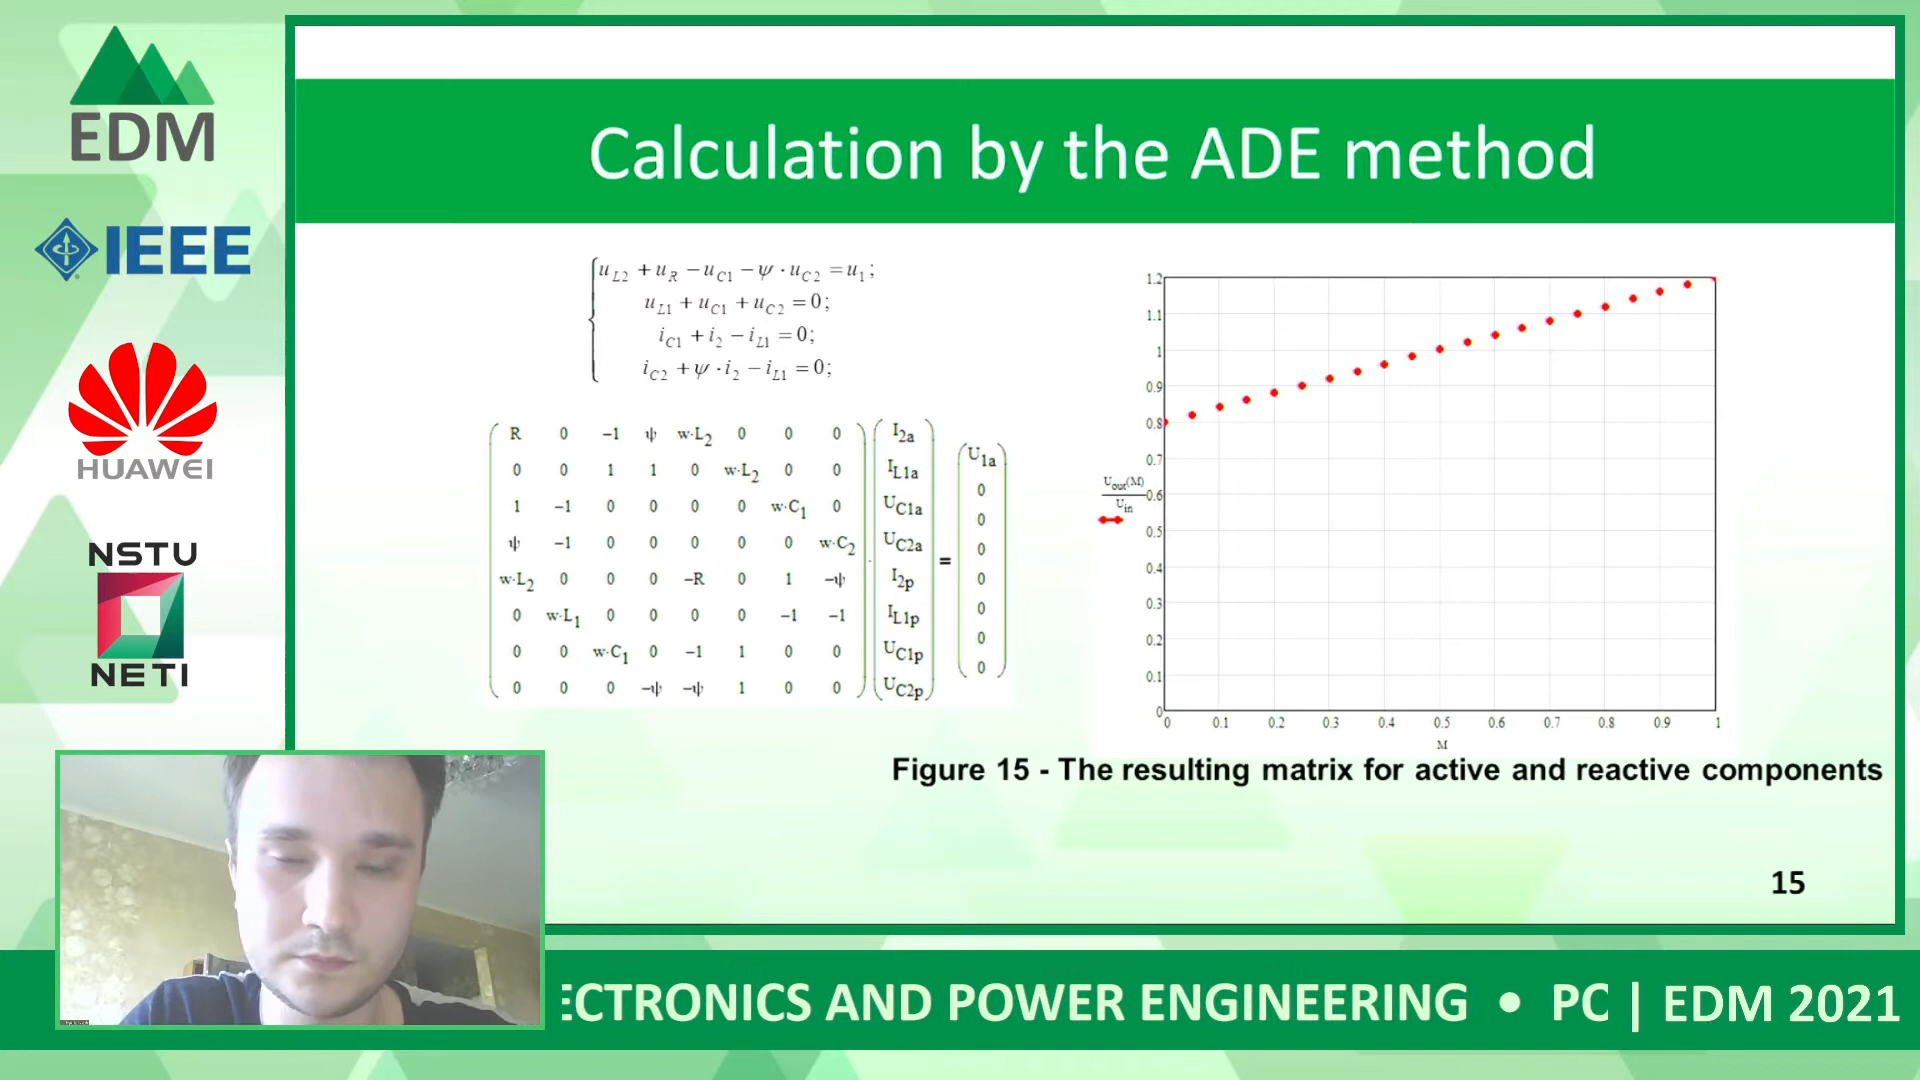 EDM
IEEE
HUAWEI
NSTU
NETI
Calculation by the ADE method
u_L2 + u_R − u_C1 − ψ · u_C2 = u_1;
u_L1 + u_C1 + u_C2 = 0;
i_C1 + i_2 − i_L1 = 0;
i_C2 + ψ · i_2 − i_L1 = 0;
R 0 −1 ψ w·L2 0 0 0 I2a U1a
0 0 1 1 0 w·L2 0 0 IL1a 0
1 −1 0 0 0 0 w·C1 0 UC1a 0
ψ −1 0 0 0 0 0 w·C2 UC2a 0
w·L2 0 0 0 −R 0 1 −ψ · I2p = 0
0 w·L1 0 0 0 0 −1 −1 IL1p 0
0 0 w·C1 0 −1 1 0 0 UC1p 0
0 0 0 −ψ −ψ 1 0 0 UC2p 0
1.2
1.1
1
0.9
0.8
0.7
Uout(M)
Uin
0.6
0.5
0.4
0.3
0.2
0.1
0
0 0.1 0.2 0.3 0.4 0.5 0.6 0.7 0.8 0.9 1
M
Figure 15 - The resulting matrix for active and reactive components
15
ECTRONICS AND POWER ENGINEERING • PC | EDM 2021